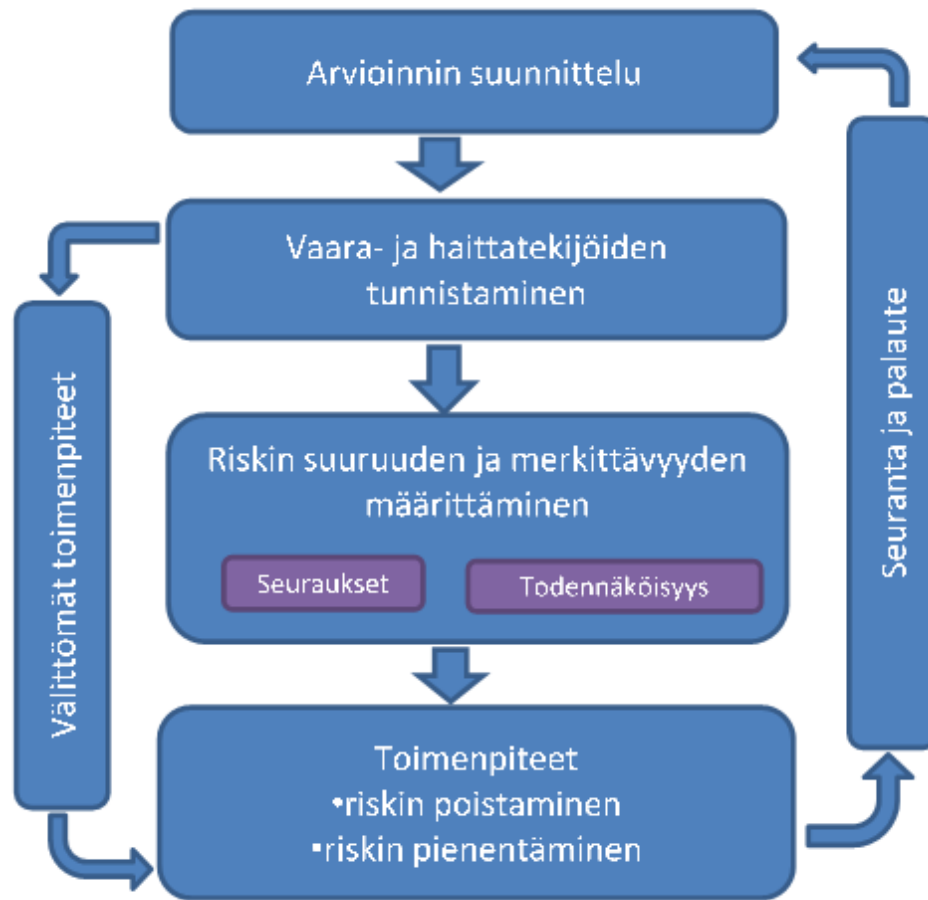 Arvioinnin suunnittelu
Vaara- ja haittatekijöiden
tunnistaminen
Riskin suuruuden ja merkittävyyden
määrittäminen
Seuraukset
Todennäköisyys
Toimenpiteet
•riskin poistaminen
▪riskin pienentäminen
Välittömät toimenpiteet
Seuranta ja palaute